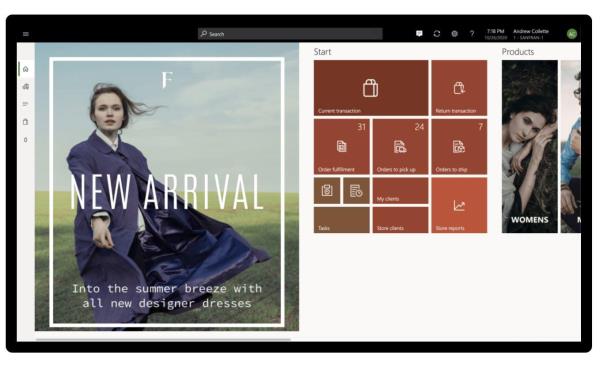 Search
7:18 PM
10/26/2020
Andrew Collette
1 - SANFRAN-1
AC
F
NEW ARRIVAL
Into the summer breeze with
all new designer dresses
Start
Current transaction
Return transaction
31
Order fulfillment
24
Orders to pick up
7
Orders to ship
My clients
Tasks
Store clients
Store reports
Products
WOMENS
M
0